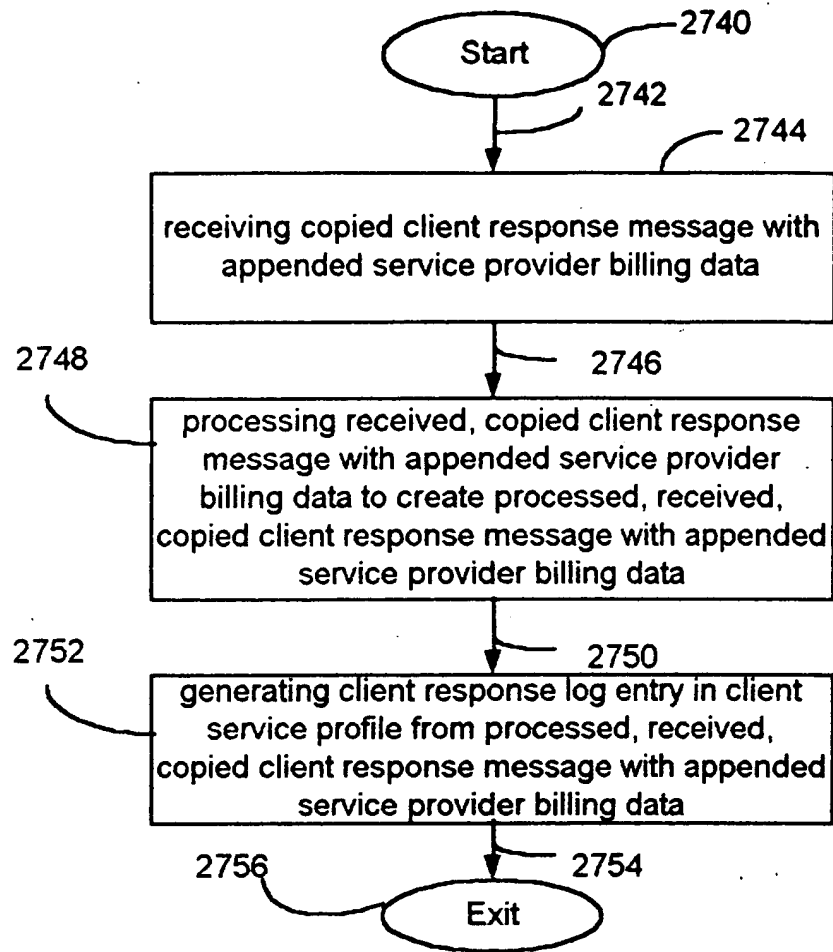 2740
Start
2742
2744
receiving copied client response message with
appended service provider billing data
2746
2748
processing received, copied client response
message with appended service provider
billing data to create processed, received,
copied client response message with appended
service provider billing data
2750
2752
generating client response log entry in client
service profile from processed, received,
copied client response message with appended
service provider billing data
2754
2756
Exit